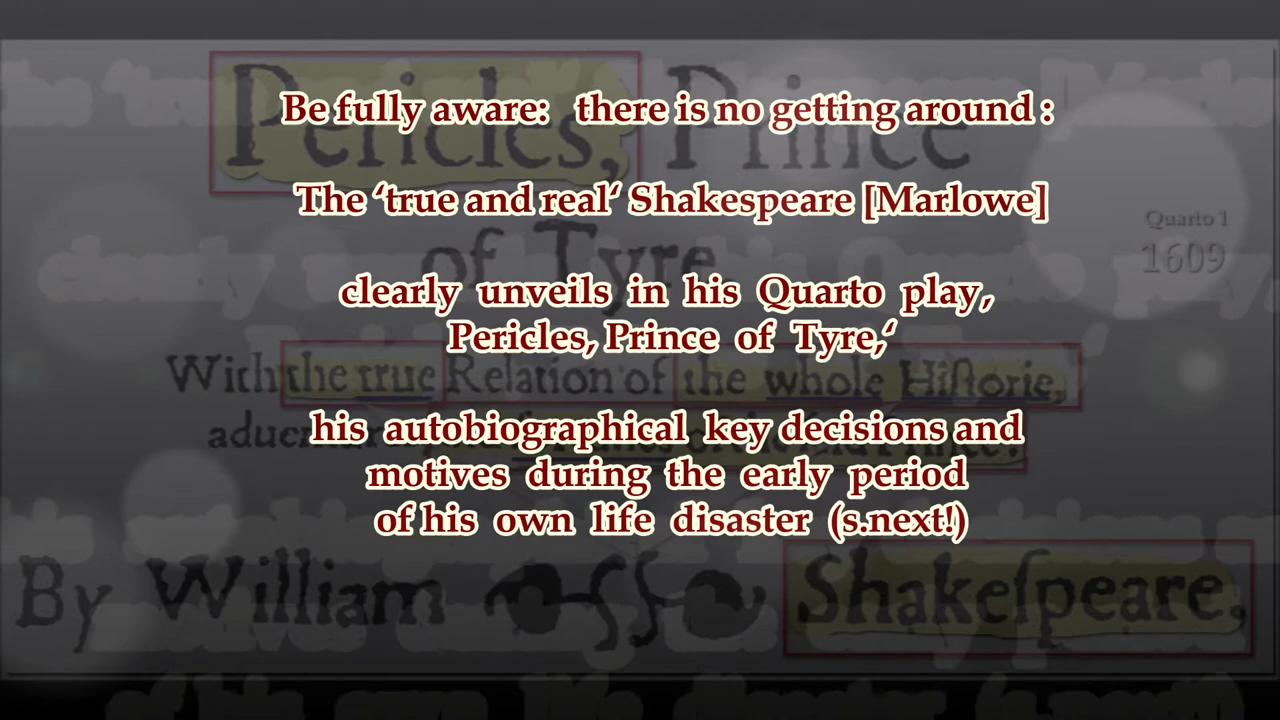 Be fully aware: there is no getting around :
Pericles, Prince
The ‘true and real‘ Shakespeare [Marlowe]
Quarto 1
of Tyre
1609
clearly unveils in his Quarto play,
Pericles, Prince of Tyre,‘
With the true Relation of the whole Hiſtorie,
his autobiographical key decisions and
motives during the early period
of his own life disaster (s.next!)
By William Shakeſpeare.